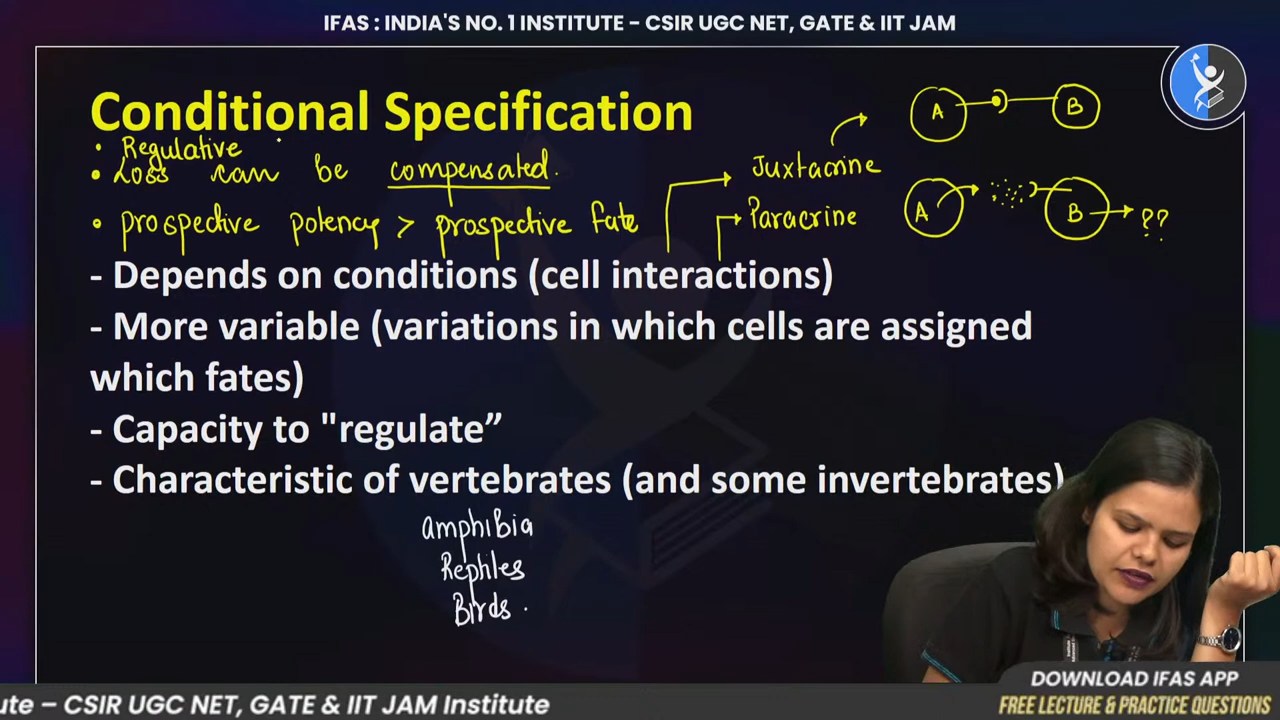 IFAS : INDIA'S NO. 1 INSTITUTE – CSIR UGC NET, GATE & IIT JAM
Conditional Specification
• Regulative
• Loss can be compensated.
• prospective potency > prospective fate
Juxtacrine
Paracrine
A B
A B ??
- Depends on conditions (cell interactions)
- More variable (variations in which cells are assigned
which fates)
- Capacity to "regulate”
- Characteristic of vertebrates (and some invertebrates)
Amphibia
Reptiles
Birds
DOWNLOAD IFAS APP
FREE LECTURE & PRACTICE QUESTIONS
ute – CSIR UGC NET, GATE & IIT JAM Institute